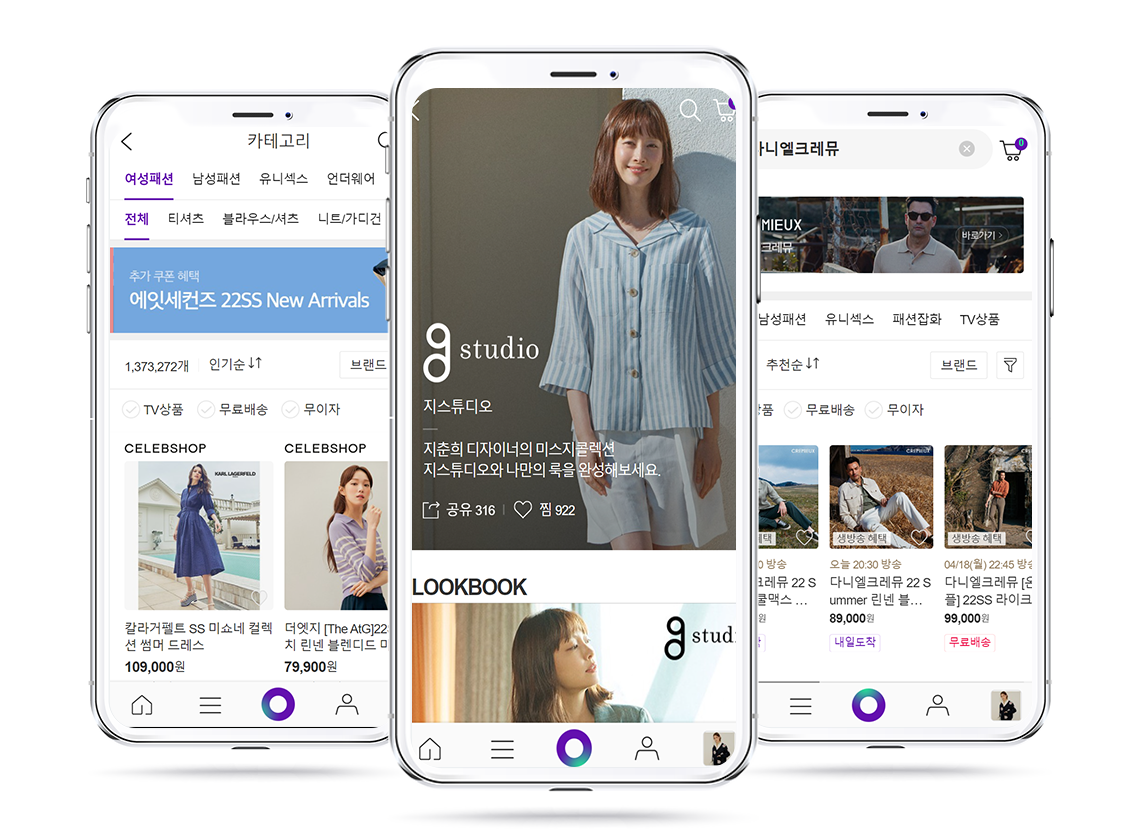 카테고리
여성패션 남성패션 유니섹스 언더웨어
전체 티셔츠 블라우스/셔츠 니트/가디건
추가 쿠폰 혜택
에잇세컨즈 22SS New Arrivals
1,373,272개 인기순 브랜드
TV상품 무료배송 무이자
CELEBSHOP CELEBSHOP
KARL LAGERFELD
칼라거펠트 SS 미쇼네 컬렉
션 썸머 드레스
109,000원
더엣지 [The AtG]22
치 린넨 블렌디드 미
79,900원
g studio
지스튜디오
지춘희 디자이너의 미스지콜렉션
지스튜디오와 나만의 룩을 완성해보세요.
공유 316 찜 922
LOOKBOOK
g stud
다니엘크레뮤
0
MIEUX
크레뮤
바로가기
남성패션 유니섹스 패션잡화 TV상품
추천순 브랜드
품 무료배송 무이자
CREMIEUX CREMIEUX
혜택
0 방송
크레뮤 22 S
쿨맥스 ...
원
생방송 혜택
오늘 20:30 방송
다니엘크레뮤 22 S
ummer 린넨 블...
89,000원
내일도착
생방송 혜택
04/18(월) 22:45 방송
다니엘크레뮤 [온
플] 22SS 라이크
99,000원
무료배송